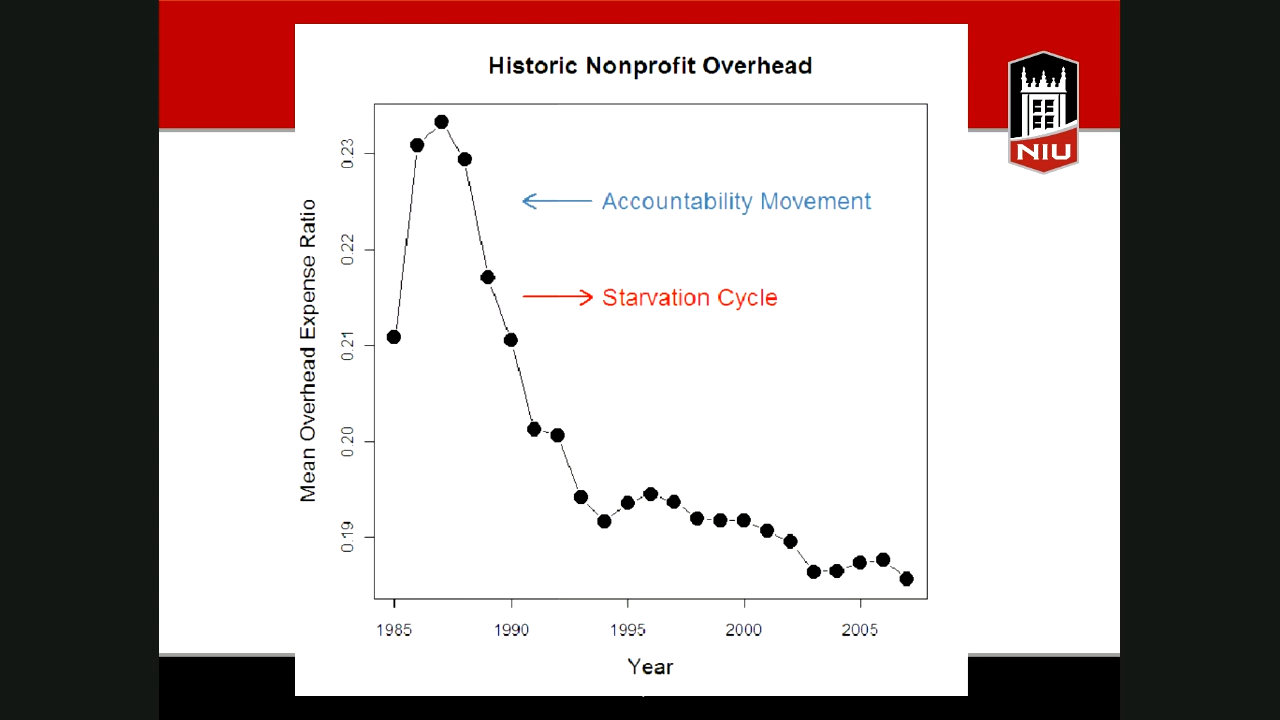 Historic Nonprofit Overhead
NIU
Accountability Movement
Starvation Cycle
Mean Overhead Expense Ratio
0.23
0.22
0.21
0.20
0.19
1985
1990
1995
2000
2005
Year